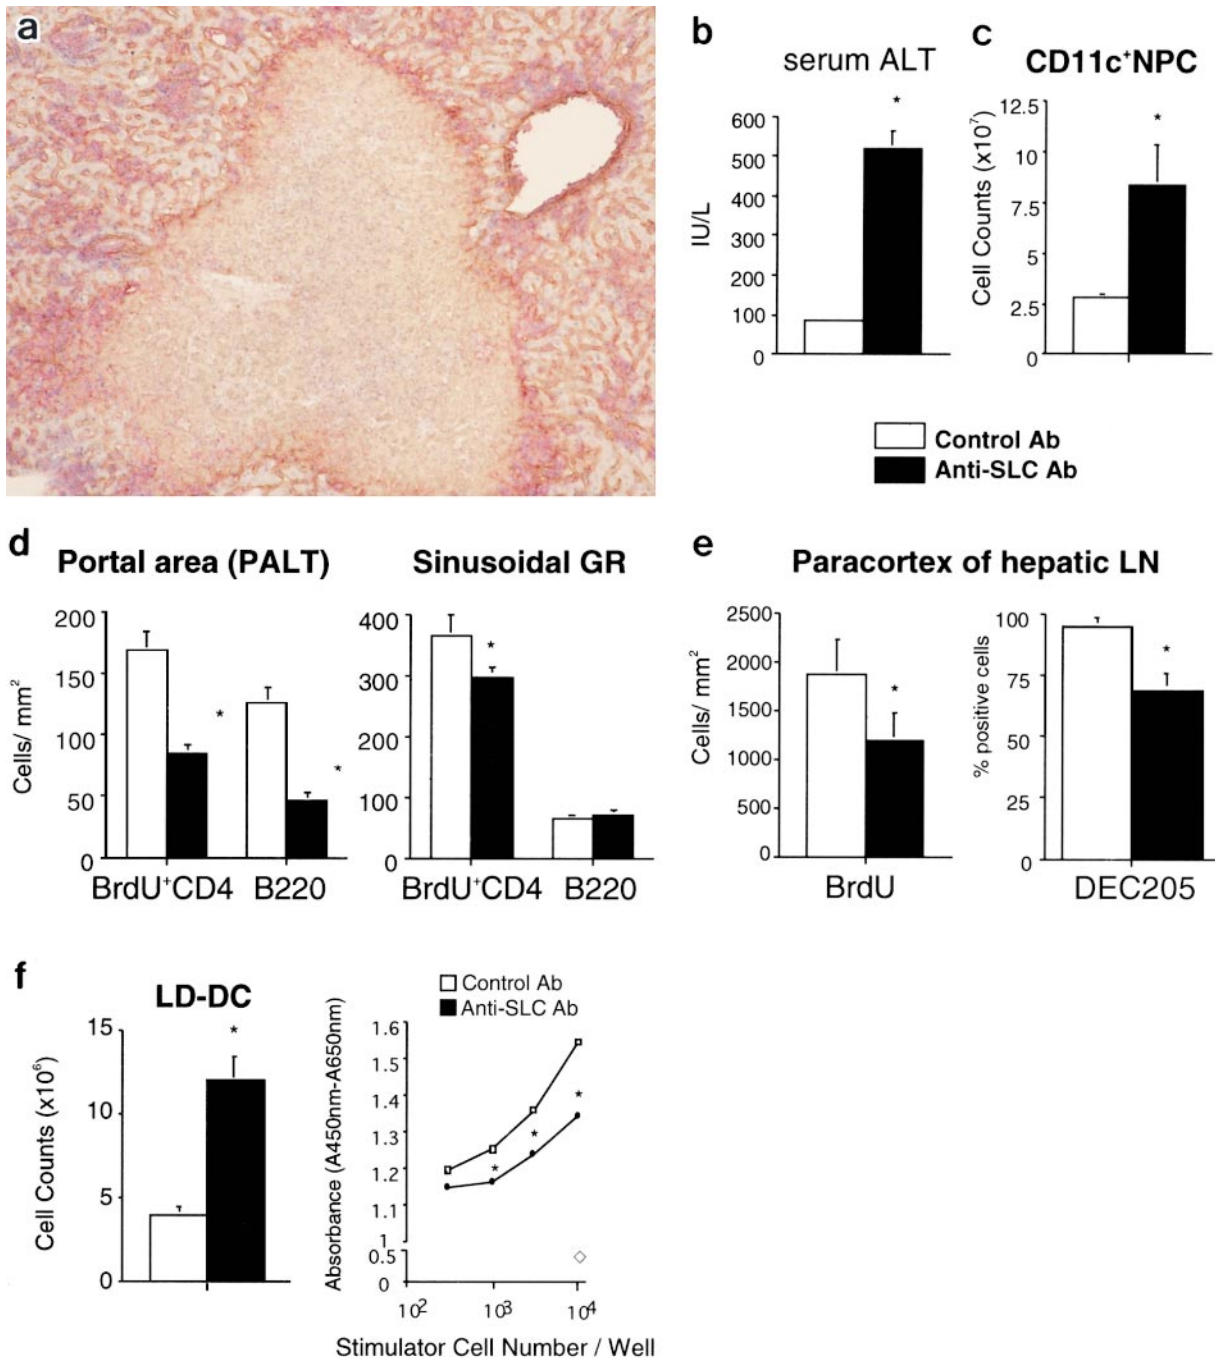 a
b
serum ALT
*
600
500
400
300
200
100
0
IU/L
c
CD11c⁺NPC
*
12.5
10
7.5
5
2.5
0
Cell Counts (x10⁷)
Control Ab
Anti-SLC Ab
d
Portal area (PALT)
200
150
100
50
0
Cells/ mm²
*
*
BrdU⁺CD4 B220
Sinusoidal GR
400
300
200
100
0
*
BrdU⁺CD4 B220
e
Paracortex of hepatic LN
2500
2000
1500
1000
500
0
Cells/ mm²
*
BrdU
100
75
50
25
0
% positive cells
*
DEC205
f
LD-DC
15
10
5
0
Cell Counts (x10⁶)
*
Control Ab
Anti-SLC Ab
1.6
1.5
1.4
1.3
1.2
1.1
1
0.5
0
Absorbance (A450nm-A650nm)
*
*
*
10² 10³ 10⁴
Stimulator Cell Number / Well